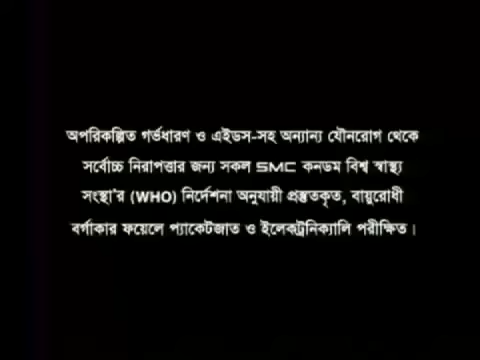 অপরিকল্পিত গর্ভধারণ ও এইডস-সহ অন্যান্য যৌনরোগ থেকে
সর্বোচ্চ নিরাপত্তার জন্য সকল SMC কনডম বিশ্ব স্বাস্থ্য
সংস্থা'র (WHO) নির্দেশনা অনুযায়ী প্রস্তুতকৃত, বায়ুরোধী
বর্গাকার ফয়েলে প্যাকেটজাত ও ইলেকট্রনিক্যালি পরীক্ষিত।